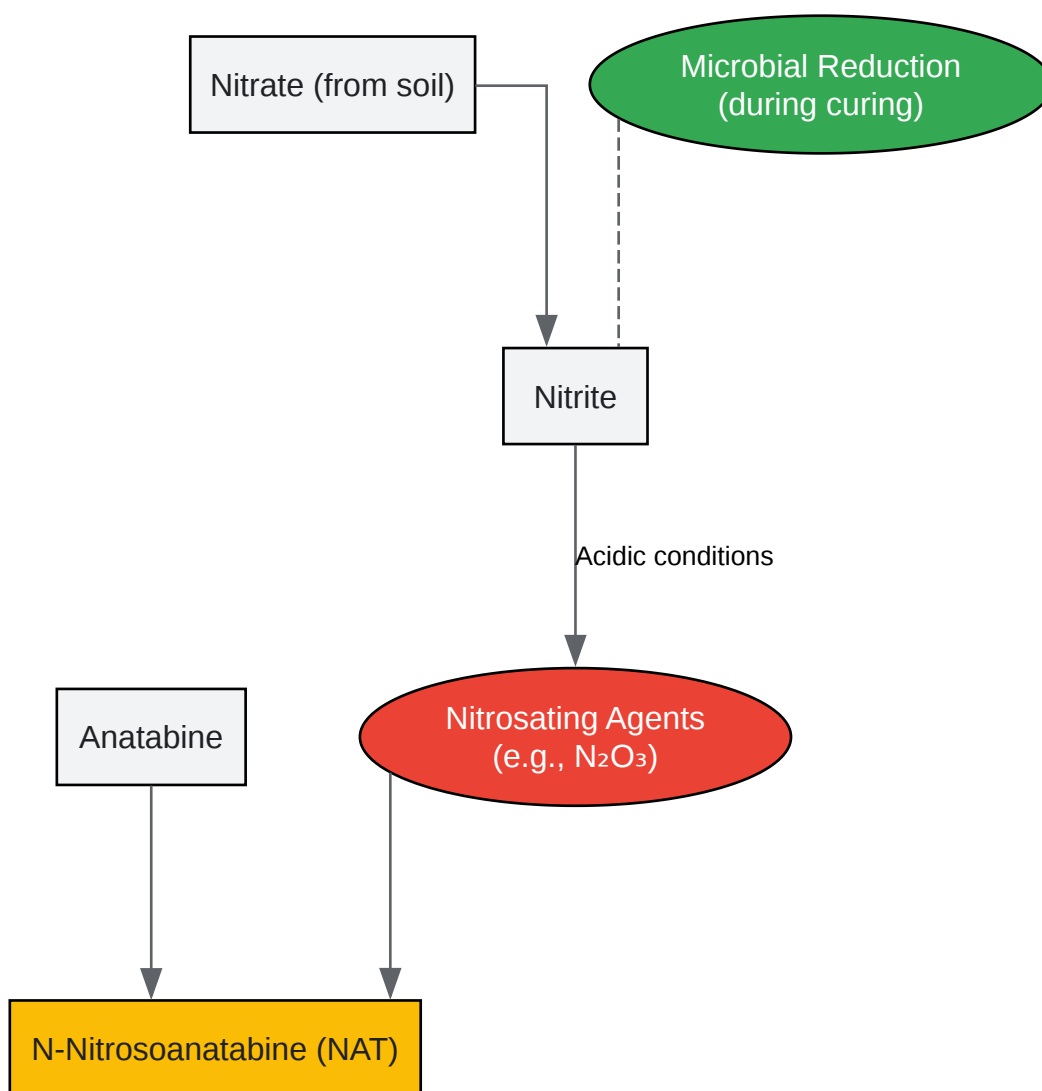 Nitrate (from soil)
Microbial Reduction
(during curing)
Nitrite
Acidic conditions
Anatabine
Nitrosating Agents
(e.g., N₂O₃)
N-Nitrosoanatabine (NAT)